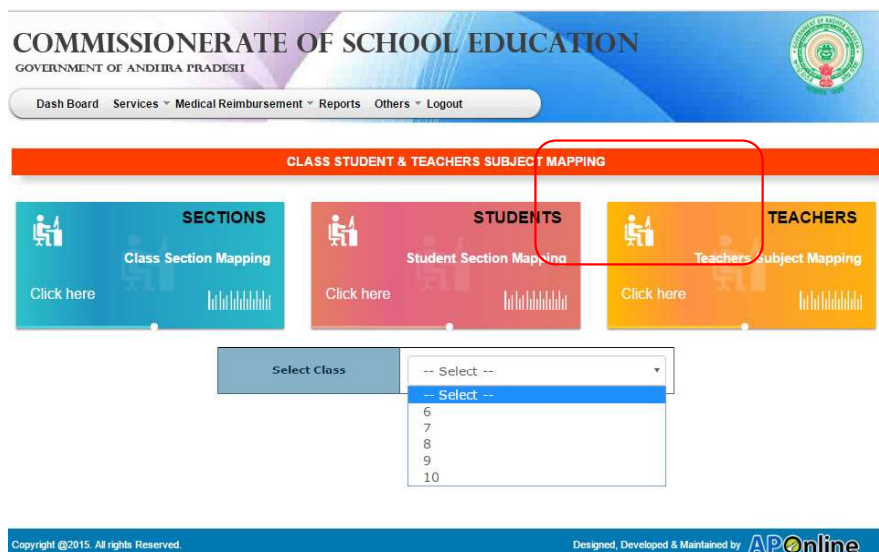 COMMISSIONERATE OF SCHOOL EDUCATION
GOVERNMENT OF ANDHRA PRADESH
Dash Board Services Medical Reimbursement Reports Others Logout
CLASS STUDENT & TEACHERS SUBJECT MAPPING
SECTIONS
Class Section Mapping
Click here
STUDENTS
Student Section Mapping
Click here
TEACHERS
Teachers Subject Mapping
Click here
Select Class
-- Select --
-- Select --
6
7
8
9
10
Copyright @2015. All rights Reserved.
Designed, Developed & Maintained by APOnline